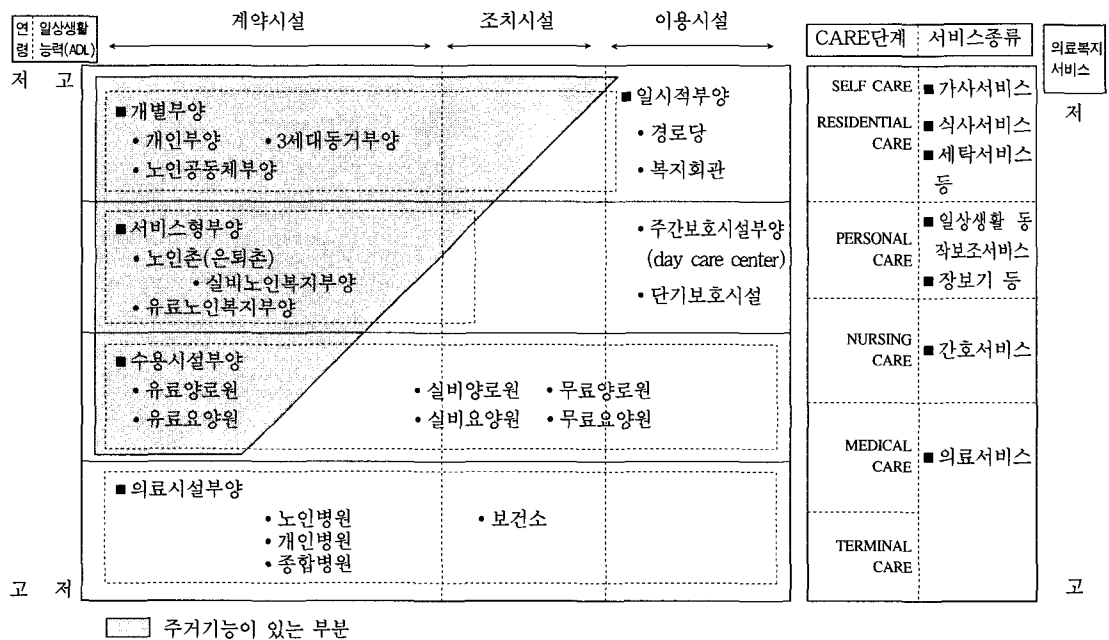 연령
일상생활
능력(ADL)
계약시설
조치시설
이용시설
저 고
■ 개별부양
• 개인부양 • 3세대동거부양
• 노인공동체부양
■ 일시적부양
• 경로당
• 복지회관
■ 서비스형부양
• 노인촌(은퇴촌)
• 실비노인복지부양
• 유료노인복지부양
• 주간보호시설부양
(day care center)
• 단기보호시설
■ 수용시설부양
• 유료양로원 • 실비양로원 • 무료양로원
• 유료요양원 • 실비요양원 • 무료요양원
■ 의료시설부양
• 노인병원 • 보건소
• 개인병원
• 종합병원
고 저
주거기능이 있는 부분
CARE단계 서비스종류
SELF CARE ■ 가사서비스
RESIDENTIAL
CARE
■ 식사서비스
■ 세탁서비스
등
PERSONAL
CARE
■ 일상생활 동
작보조서비스
■ 장보기 등
NURSING
CARE
■ 간호서비스
MEDICAL
CARE
■ 의료서비스
TERMINAL
CARE
의료복지
서비스
저
고